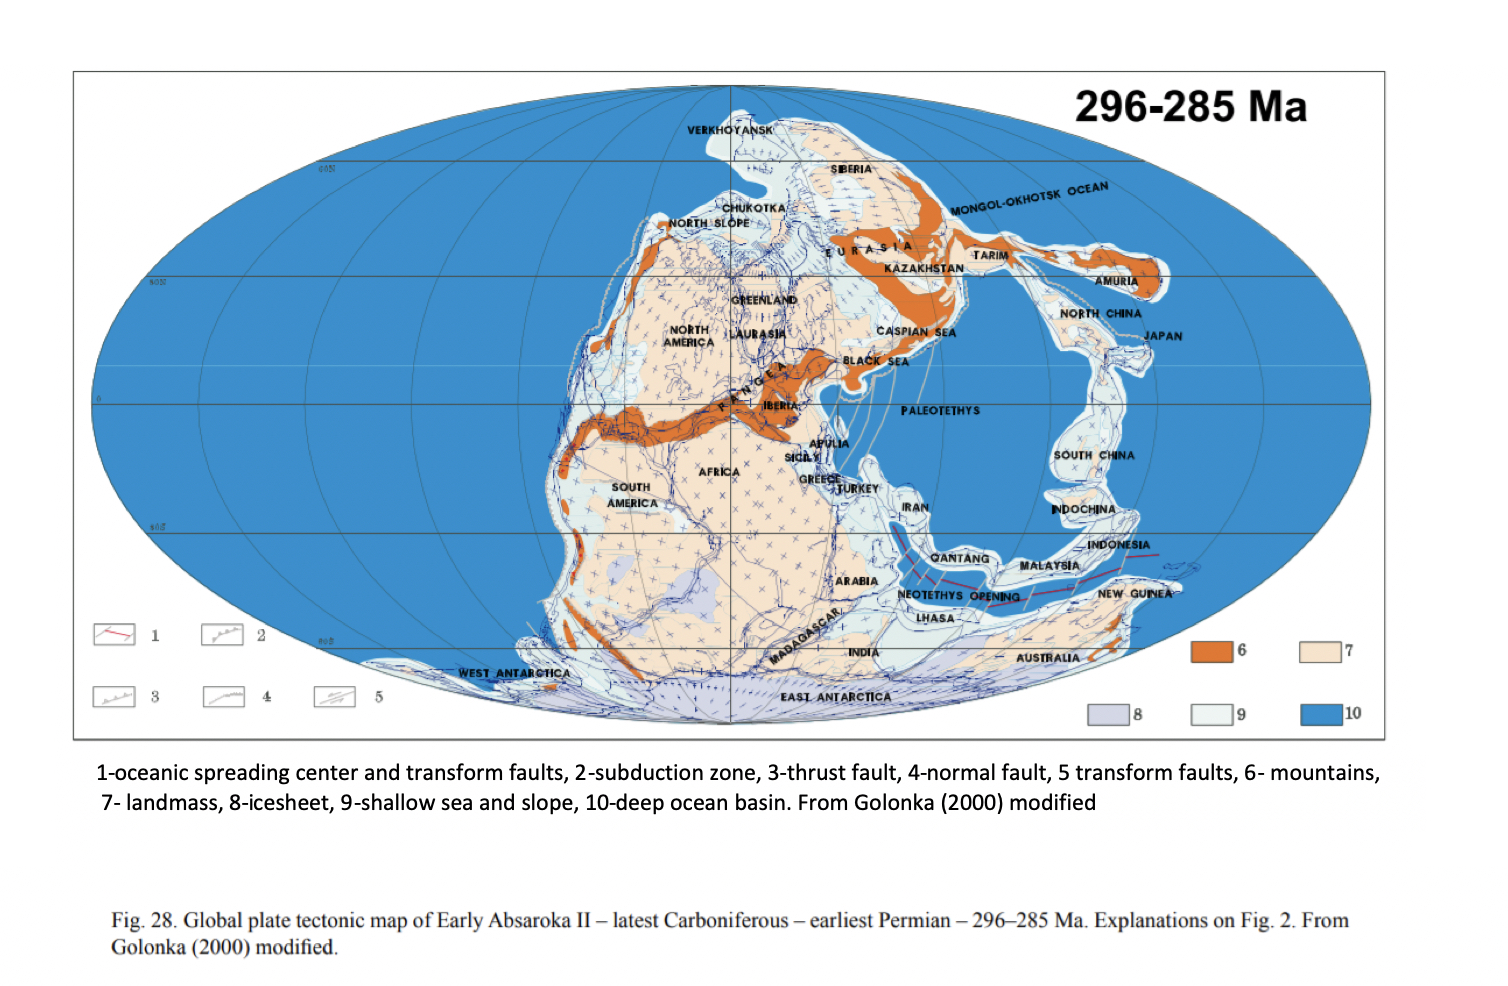 296-285 Ma
VERKHOYANSK
60N
SIBERIA
MONGOL-OKHOTSK OCEAN
CHUKOTKA
NORTH SLOPE
EURASIA
TARIM
KAZAKHSTAN
AMURIA
GREENLAND
NORTH CHINA
NORTH
AMERICA
LAURASIA
CASPIAN SEA
JAPAN
BLACK SEA
PANGEA
0
IBERIA
PALEOTETHYS
APULIA
SICILY
SOUTH CHINA
AFRICA
GREECE
TURKEY
SOUTH
AMERICA
IRAN
INDOCHINA
INDONESIA
QANTANG
MALAYSIA
ARABIA
NEOTETHYS OPENING
NEW GUINEA
LHASA
MADAGASCAR
INDIA
AUSTRALIA
WEST ANTARCTICA
EAST ANTARCTICA
1
2
3
4
5
6
7
8
9
10
1-oceanic spreading center and transform faults, 2-subduction zone, 3-thrust fault, 4-normal fault, 5 transform faults, 6- mountains,
7- landmass, 8-icesheet, 9-shallow sea and slope, 10-deep ocean basin. From Golonka (2000) modified
Fig. 28. Global plate tectonic map of Early Absaroka II – latest Carboniferous – earliest Permian – 296–285 Ma. Explanations on Fig. 2. From
Golonka (2000) modified.